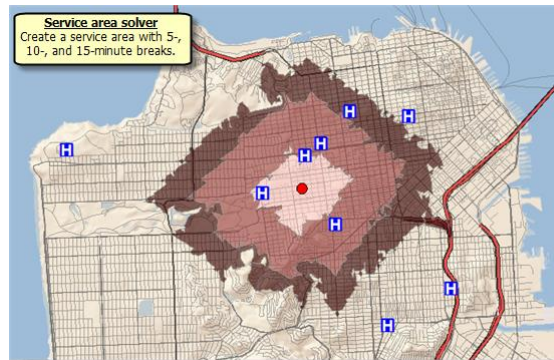 Service area solver
Create a service area with 5-,
10-, and 15-minute breaks.
H
H
H
H
H
H
H
H
H